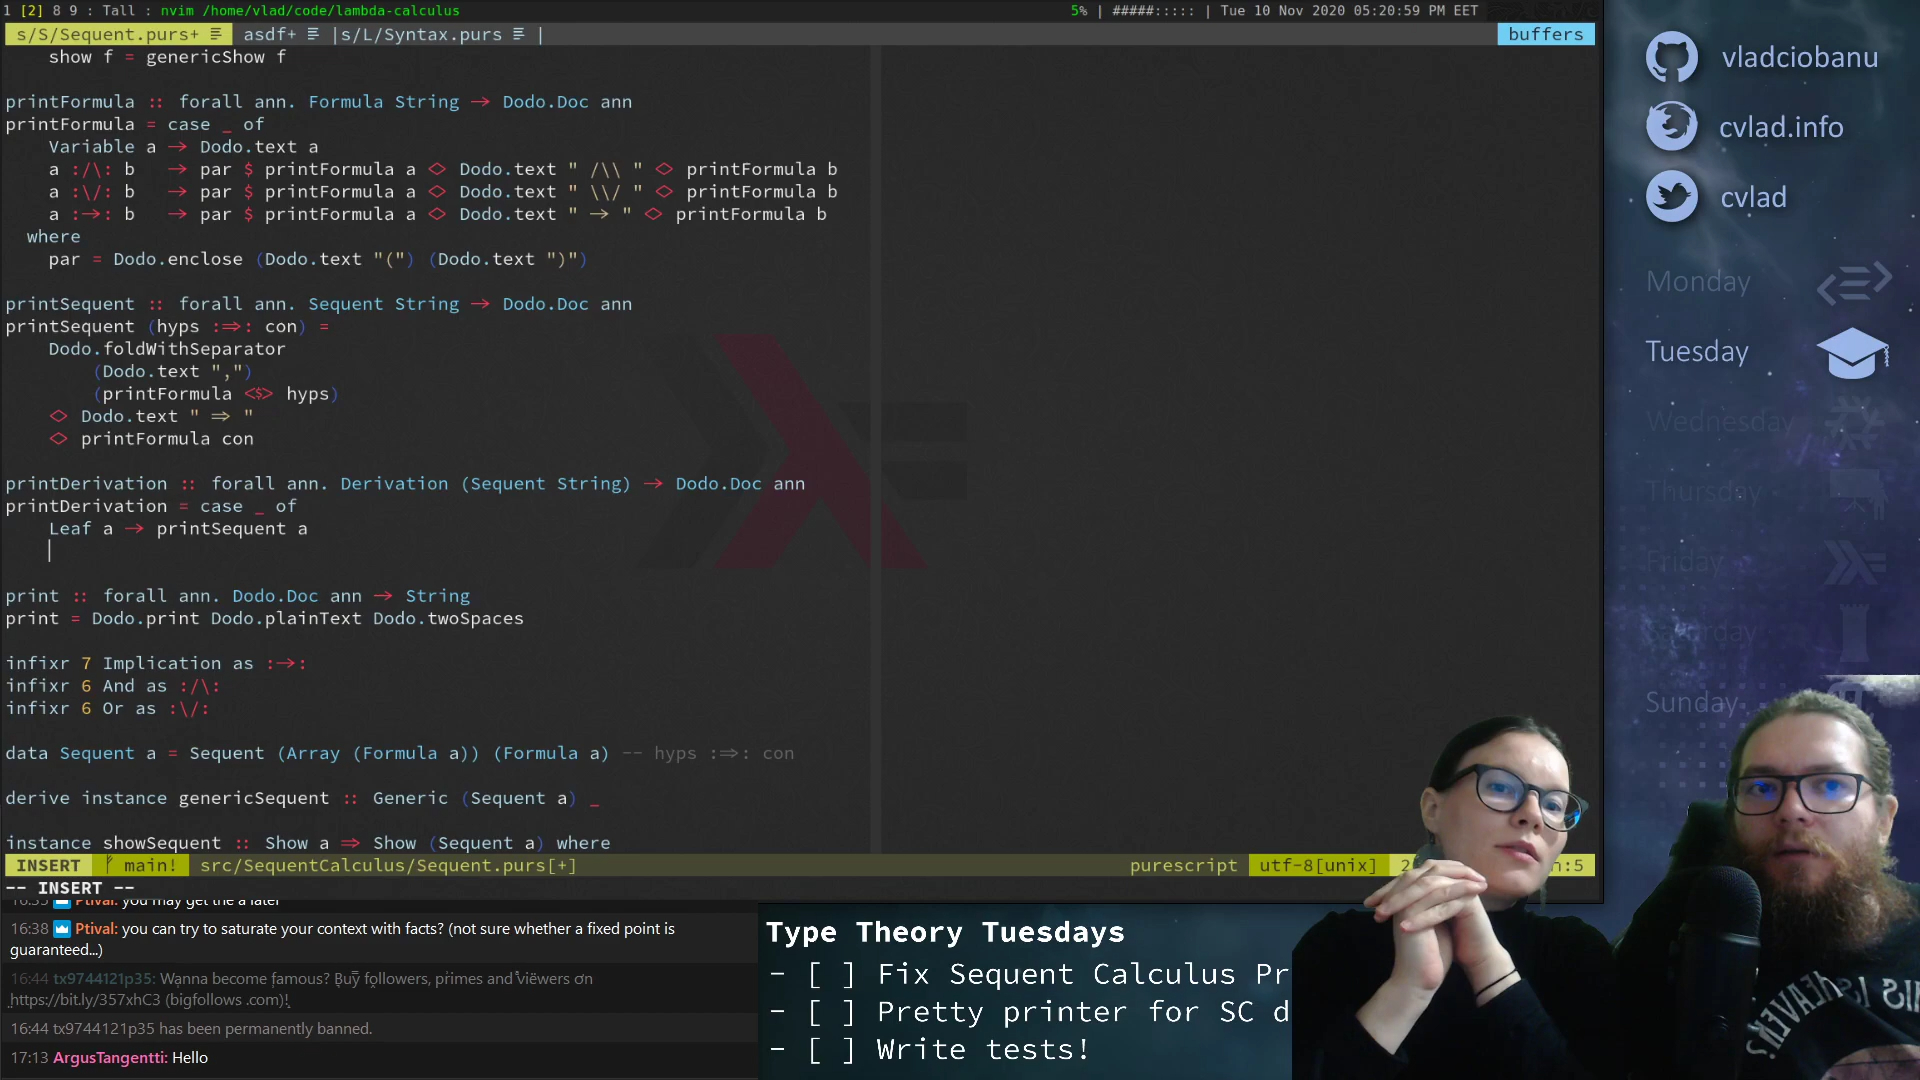 1 [2] 8 9 : Tall : nvim /home/vlad/code/lambda-calculus
5% | #####::::: | Tue 10 Nov 2020 05:20:59 PM EET
s/S/Sequent.purs+ asdf+ |s/L/Syntax.purs |
buffers
show f = genericShow f
printFormula :: forall ann. Formula String → Dodo.Doc ann
printFormula = case _ of
Variable a → Dodo.text a
a :/\: b → par $ printFormula a <> Dodo.text " /\\ " <> printFormula b
a :\/: b → par $ printFormula a <> Dodo.text " \\/ " <> printFormula b
a :→: b → par $ printFormula a <> Dodo.text " → " <> printFormula b
where
par = Dodo.enclose (Dodo.text "(") (Dodo.text ")")
printSequent :: forall ann. Sequent String → Dodo.Doc ann
printSequent (hyps :⇒: con) =
Dodo.foldWithSeparator
(Dodo.text ",")
(printFormula <$> hyps)
<> Dodo.text " ⇒ "
<> printFormula con
printDerivation :: forall ann. Derivation (Sequent String) → Dodo.Doc ann
printDerivation = case _ of
Leaf a → printSequent a
print :: forall ann. Dodo.Doc ann → String
print = Dodo.print Dodo.plainText Dodo.twoSpaces
infixr 7 Implication as :→:
infixr 6 And as :/\:
infixr 6 Or as :\/:
data Sequent a = Sequent (Array (Formula a)) (Formula a) -- hyps :⇒: con
derive instance genericSequent :: Generic (Sequent a) _
instance showSequent :: Show a ⇒ Show (Sequent a) where
INSERT main! src/SequentCalculus/Sequent.purs[+]
purescript utf-8[unix]
-- INSERT --
16:35 Ptival: you may get the a later
16:38 Ptival: you can try to saturate your context with facts? (not sure whether a fixed point is
guaranteed...)
16:44 tx9744121p35: Wanna become famous? Buy followers, primes and viewers on
https://bit.ly/357xhC3 (bigfollows .com)!
16:44 tx9744121p35 has been permanently banned.
17:13 ArgusTangentti: Hello
Type Theory Tuesdays
- [ ] Fix Sequent Calculus Pr
- [ ] Pretty printer for SC d
- [ ] Write tests!
vladciobanu
cvlad.info
cvlad
Monday
Tuesday
Wednesday
Thursday
Friday
Saturday
Sunday